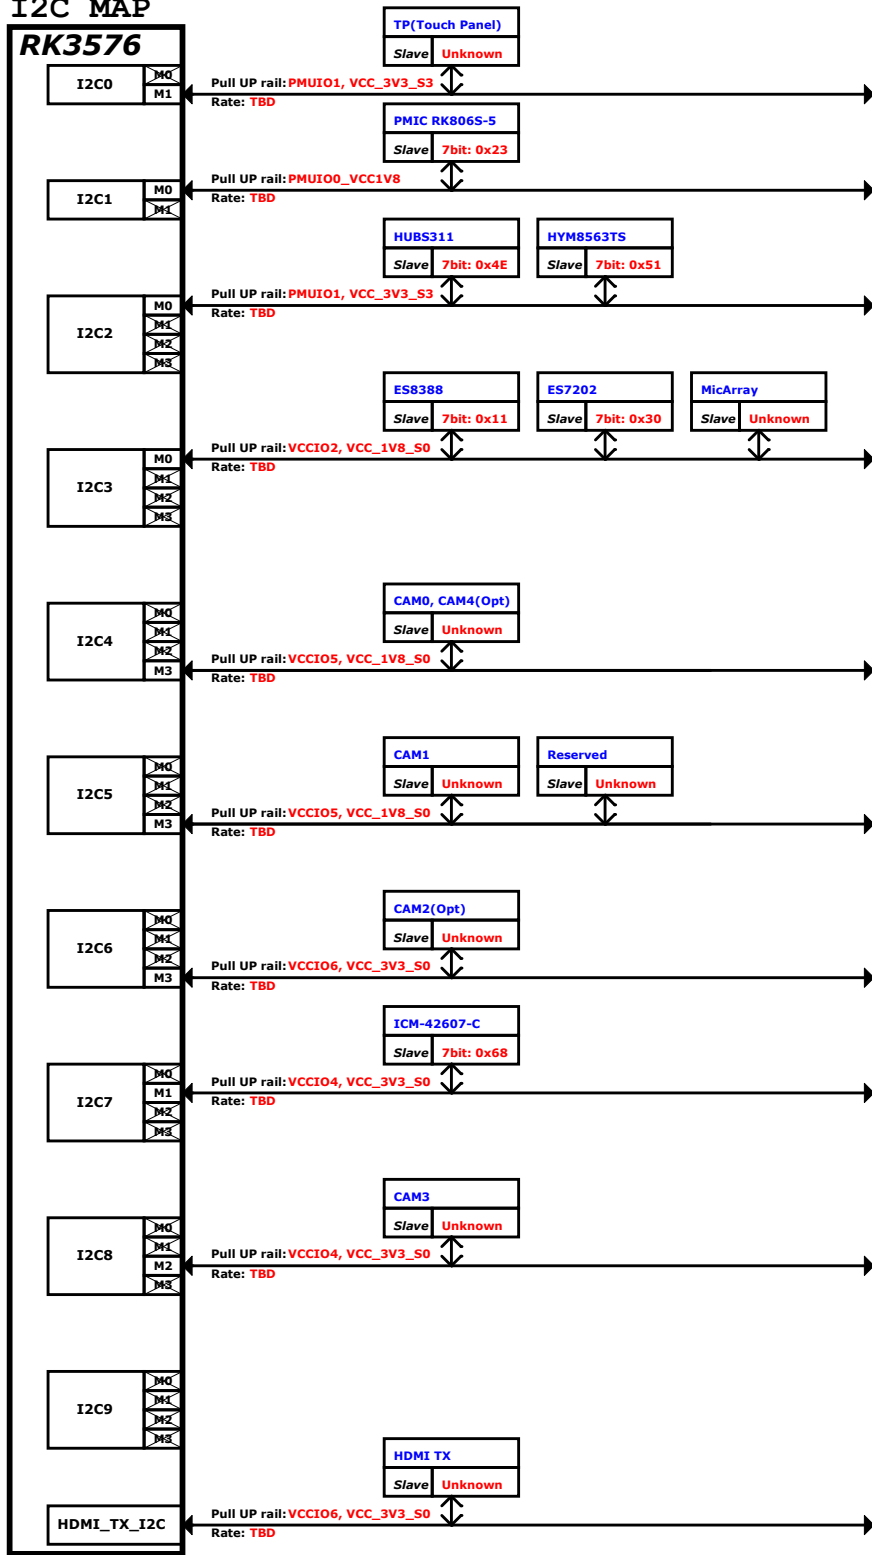 I2C MAP
RK3576
TP(Touch Panel)
Slave Unknown
I2C0
M0
M1
Pull UP rail: PMUIO1, VCC_3V3_S3
Rate: TBD
PMIC RK806S-5
Slave 7bit: 0x23
I2C1
M0
M1
Pull UP rail: PMUIO0_VCC1V8
Rate: TBD
HUBS311
Slave 7bit: 0x4E
HYM8563TS
Slave 7bit: 0x51
I2C2
M0
M1
M2
M3
Pull UP rail: PMUIO1, VCC_3V3_S3
Rate: TBD
ES8388
Slave 7bit: 0x11
ES7202
Slave 7bit: 0x30
MicArray
Slave Unknown
I2C3
M0
M1
M2
M3
Pull UP rail: VCCIO2, VCC_1V8_S0
Rate: TBD
CAM0, CAM4(Opt)
Slave Unknown
I2C4
M0
M1
M2
M3
Pull UP rail: VCCIO5, VCC_1V8_S0
Rate: TBD
CAM1
Slave Unknown
Reserved
Slave Unknown
I2C5
M0
M1
M2
M3
Pull UP rail: VCCIO5, VCC_1V8_S0
Rate: TBD
CAM2(Opt)
Slave Unknown
I2C6
M0
M1
M2
M3
Pull UP rail: VCCIO6, VCC_3V3_S0
Rate: TBD
ICM-42607-C
Slave 7bit: 0x68
I2C7
M0
M1
M2
M3
Pull UP rail: VCCIO4, VCC_3V3_S0
Rate: TBD
CAM3
Slave Unknown
I2C8
M0
M1
M2
M3
Pull UP rail: VCCIO4, VCC_3V3_S0
Rate: TBD
I2C9
M0
M1
M2
M3
HDMI TX
Slave Unknown
HDMI_TX_I2C
Pull UP rail: VCCIO6, VCC_3V3_S0
Rate: TBD